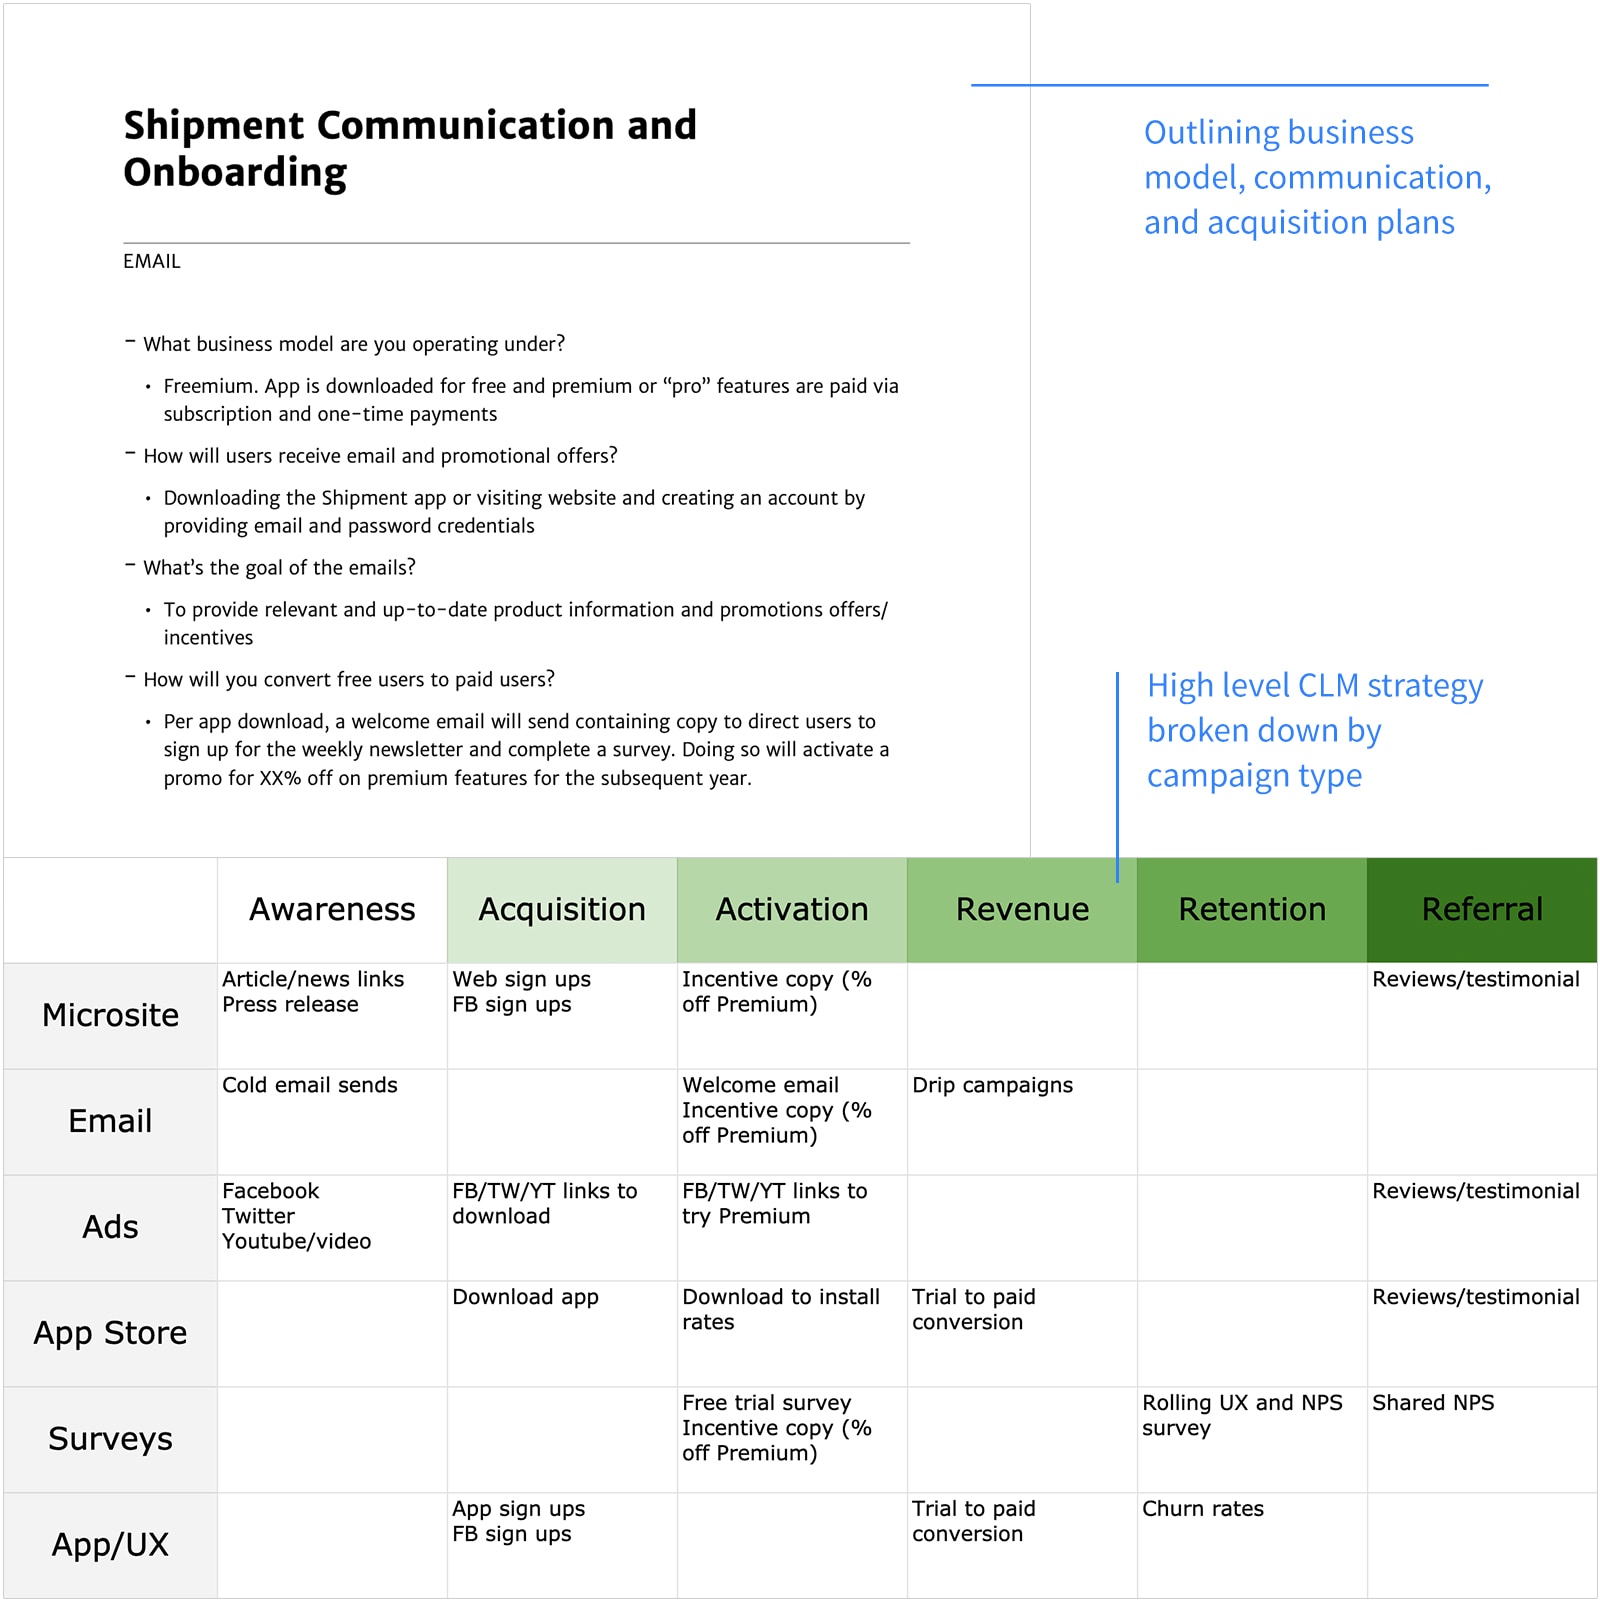 Shipment Communication and
Onboarding
EMAIL
– What business model are you operating under?
• Freemium. App is downloaded for free and premium or “pro” features are paid via
subscription and one-time payments
– How will users receive email and promotional offers?
• Downloading the Shipment app or visiting website and creating an account by
providing email and password credentials
– What’s the goal of the emails?
• To provide relevant and up-to-date product information and promotions offers/
incentives
– How will you convert free users to paid users?
• Per app download, a welcome email will send containing copy to direct users to
sign up for the weekly newsletter and complete a survey. Doing so will activate a
promo for XX% off on premium features for the subsequent year.
Outlining business
model, communication,
and acquisition plans
High level CLM strategy
broken down by
campaign type
Awareness
Acquisition
Activation
Revenue
Retention
Referral
Microsite
Article/news links
Press release
Web sign ups
FB sign ups
Incentive copy (%
off Premium)
Reviews/testimonial
Email
Cold email sends
Welcome email
Incentive copy (%
off Premium)
Drip campaigns
Ads
Facebook
Twitter
Youtube/video
FB/TW/YT links to
download
FB/TW/YT links to
try Premium
Reviews/testimonial
App Store
Download app
Download to install
rates
Trial to paid
conversion
Reviews/testimonial
Surveys
Free trial survey
Incentive copy (%
off Premium)
Rolling UX and NPS
survey
Shared NPS
App/UX
App sign ups
FB sign ups
Trial to paid
conversion
Churn rates